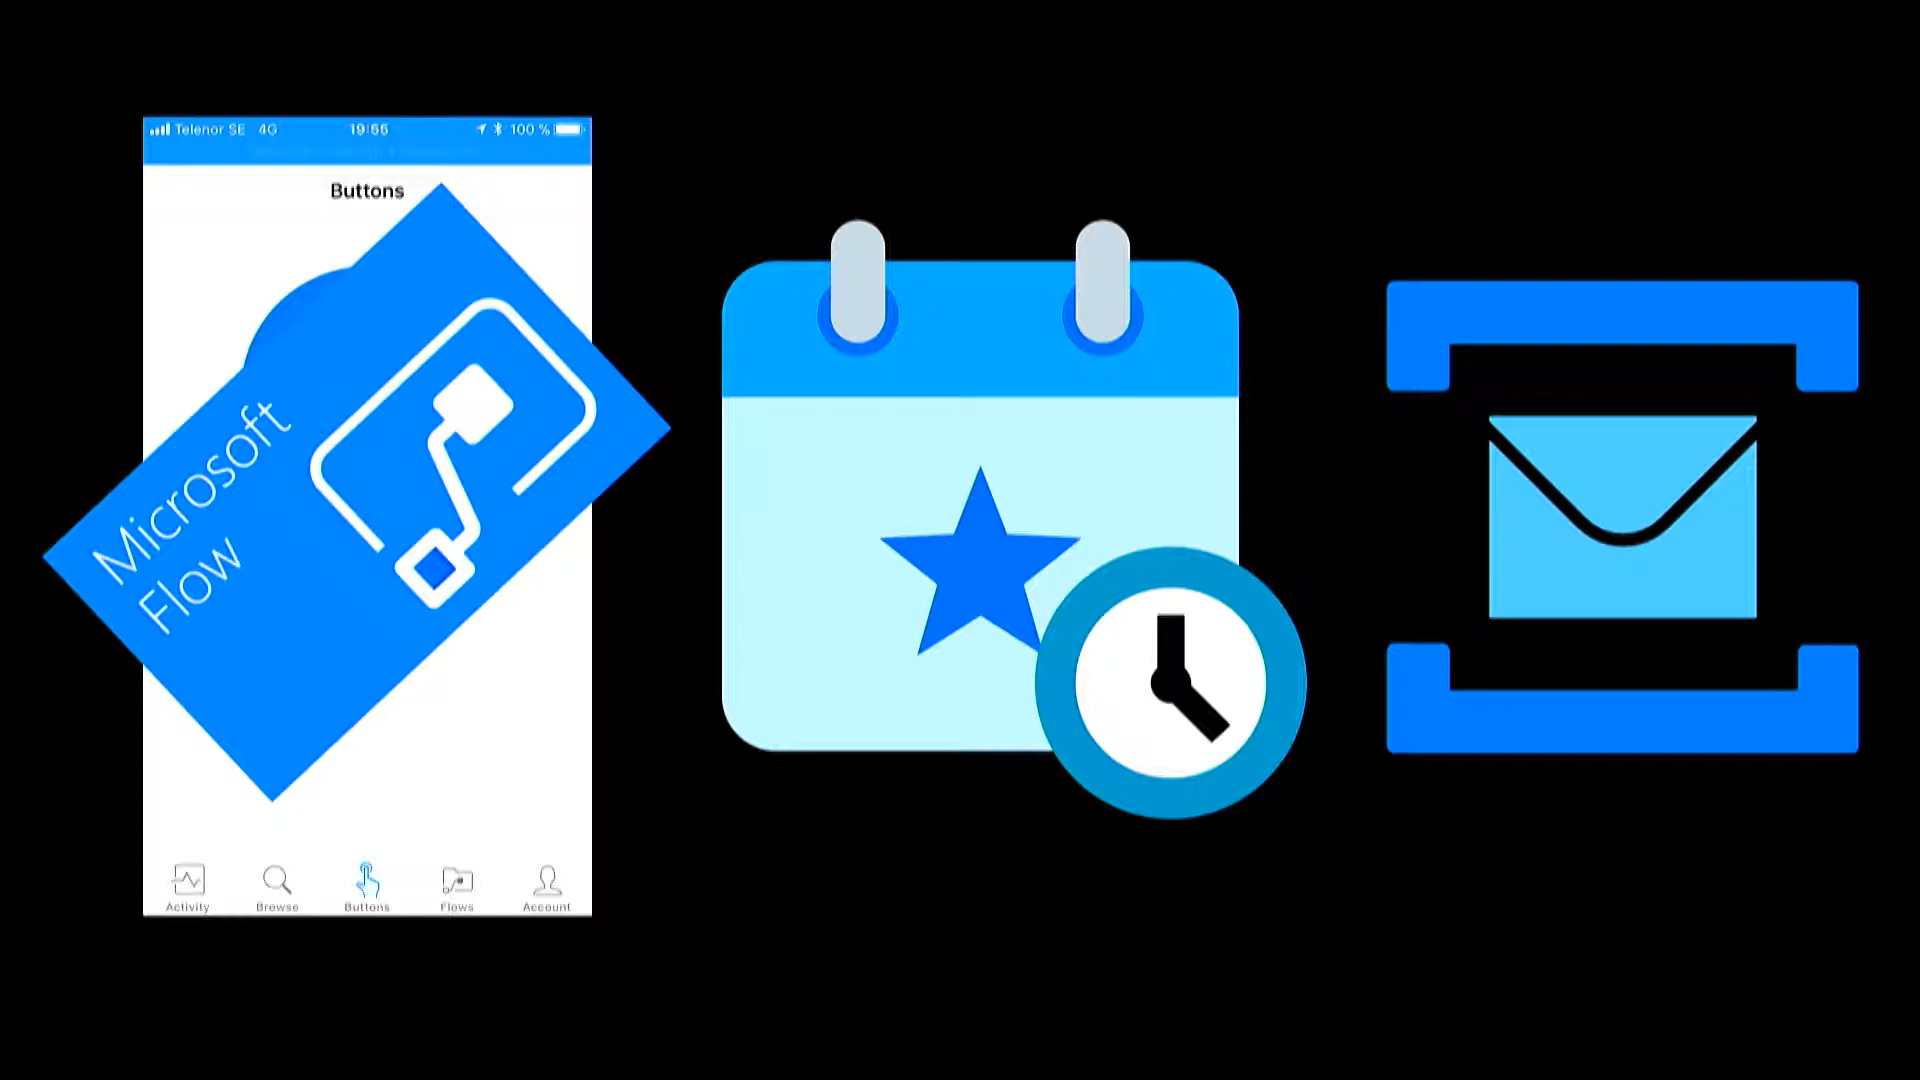 Telenor SE 4G 19:55 100 %
Buttons
Microsoft
Flow
Activity Browse Buttons Flows Account